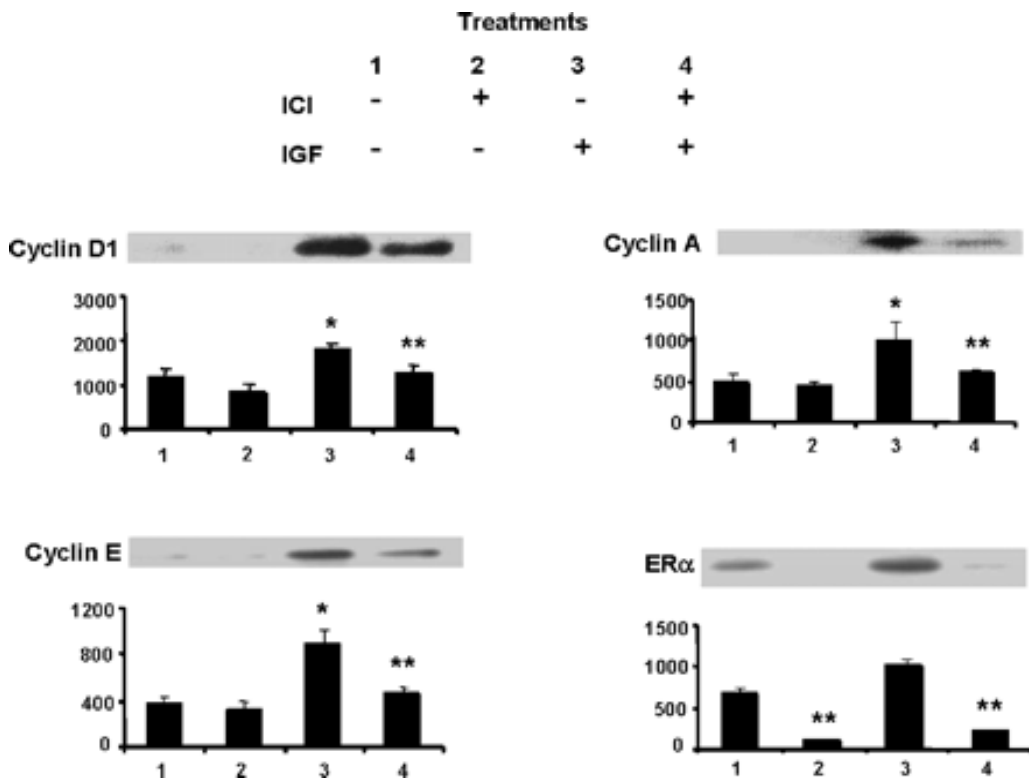 Treatments
1 2 3 4
ICI - + - +
IGF - - + +
Cyclin D1
3000
2000
1000
0
*
**
1 2 3 4
Cyclin A
1500
1000
500
0
*
**
1 2 3 4
Cyclin E
1200
800
400
0
*
**
1 2 3 4
ERα
1500
1000
500
0
**
**
1 2 3 4